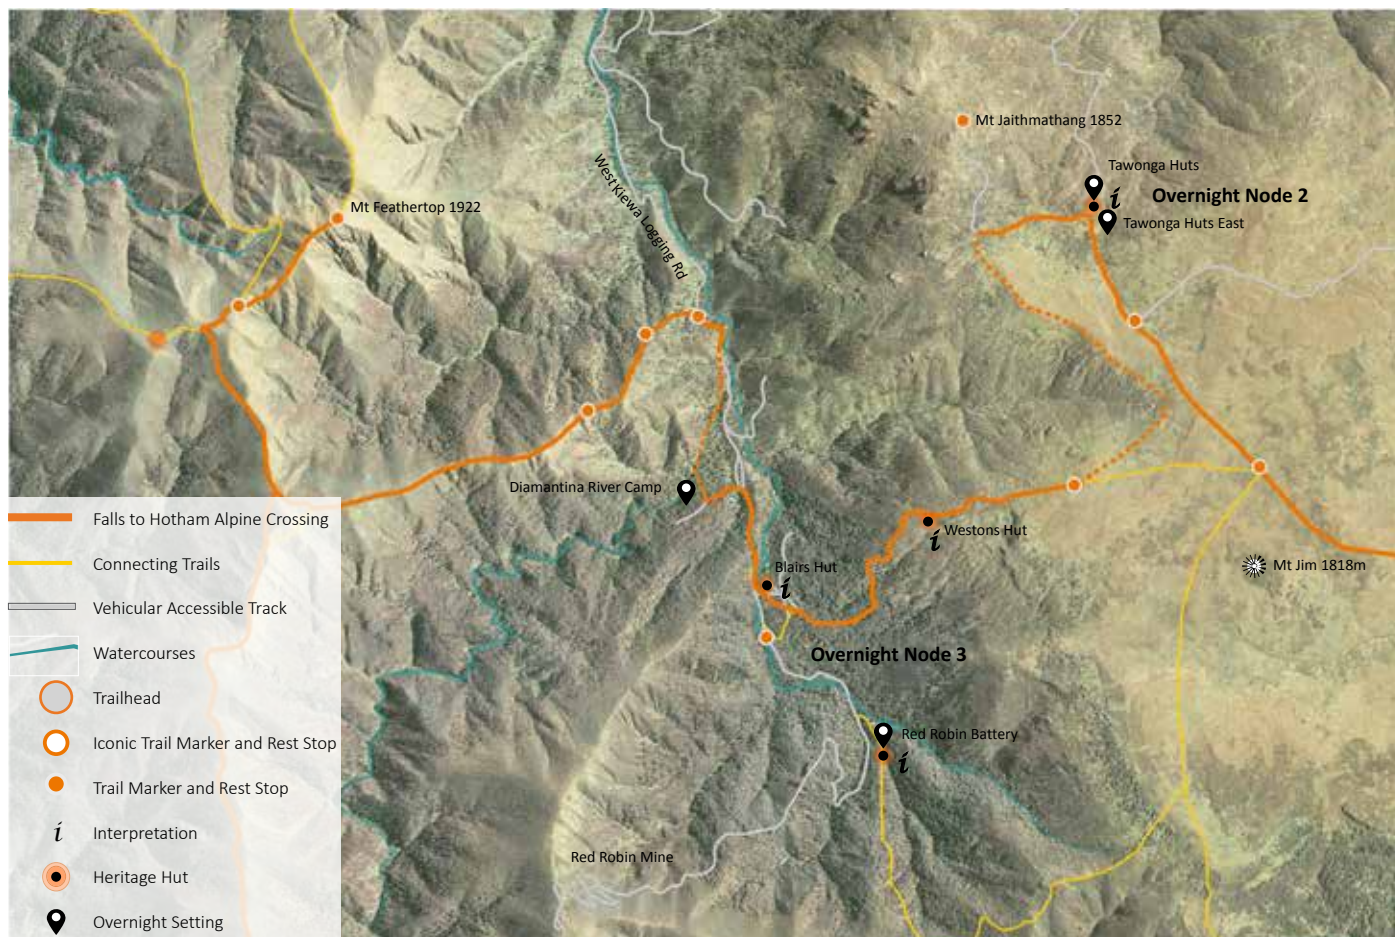 Mt Jaithmathang 1852
Tawonga Huts
i
Overnight Node 2
Mt Feathertop 1922
Tawonga Huts East
West Kiewa Logging Rd
Diamantina River Camp
Westons Hut
i
Mt Jim 1818m
Blairs Hut
i
Overnight Node 3
Red Robin Battery
i
Red Robin Mine
Falls to Hotham Alpine Crossing
Connecting Trails
Vehicular Accessible Track
Watercourses
Trailhead
Iconic Trail Marker and Rest Stop
Trail Marker and Rest Stop
i Interpretation
Heritage Hut
Overnight Setting